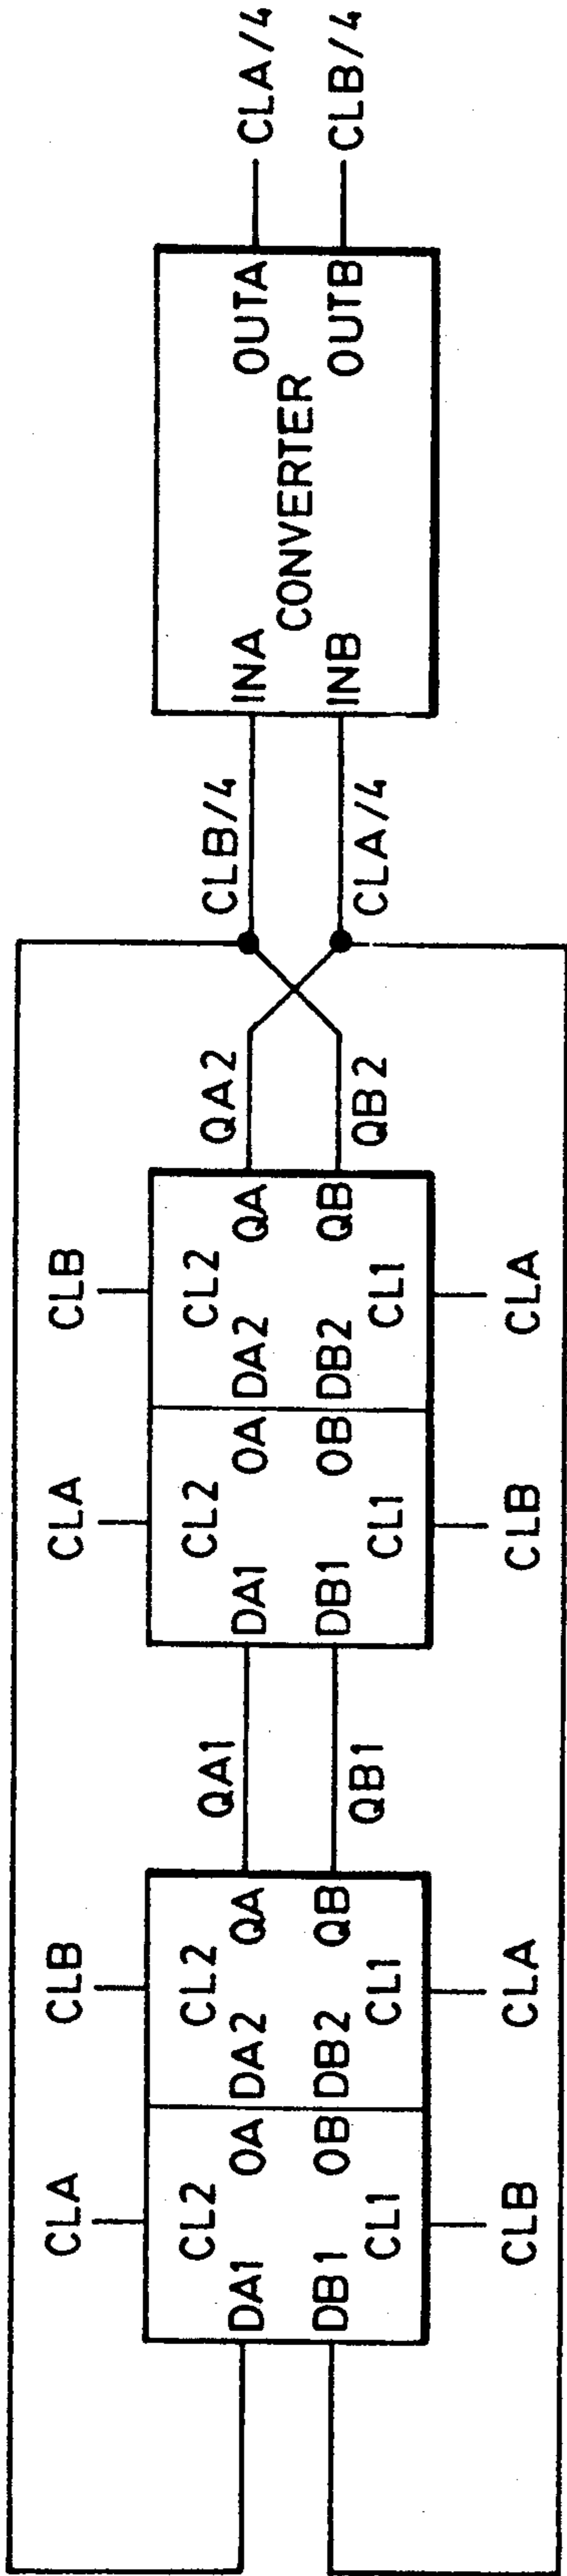 CLA
CLB
CLA
CLB
CL2
CL2
CL2
CL2
DA1
OA
DA2
QA
QA1
DA1
OA
DA2
QA
QA2
CLB/4
INA
OUTA
CLA/4
CONVERTER
DB1
OB
DB2
QB
QB1
DB1
OB
DB2
QB
QB2
CLA/4
INB
OUTB
CLB/4
CL1
CL1
CL1
CL1
CLB
CLA
CLB
CLA